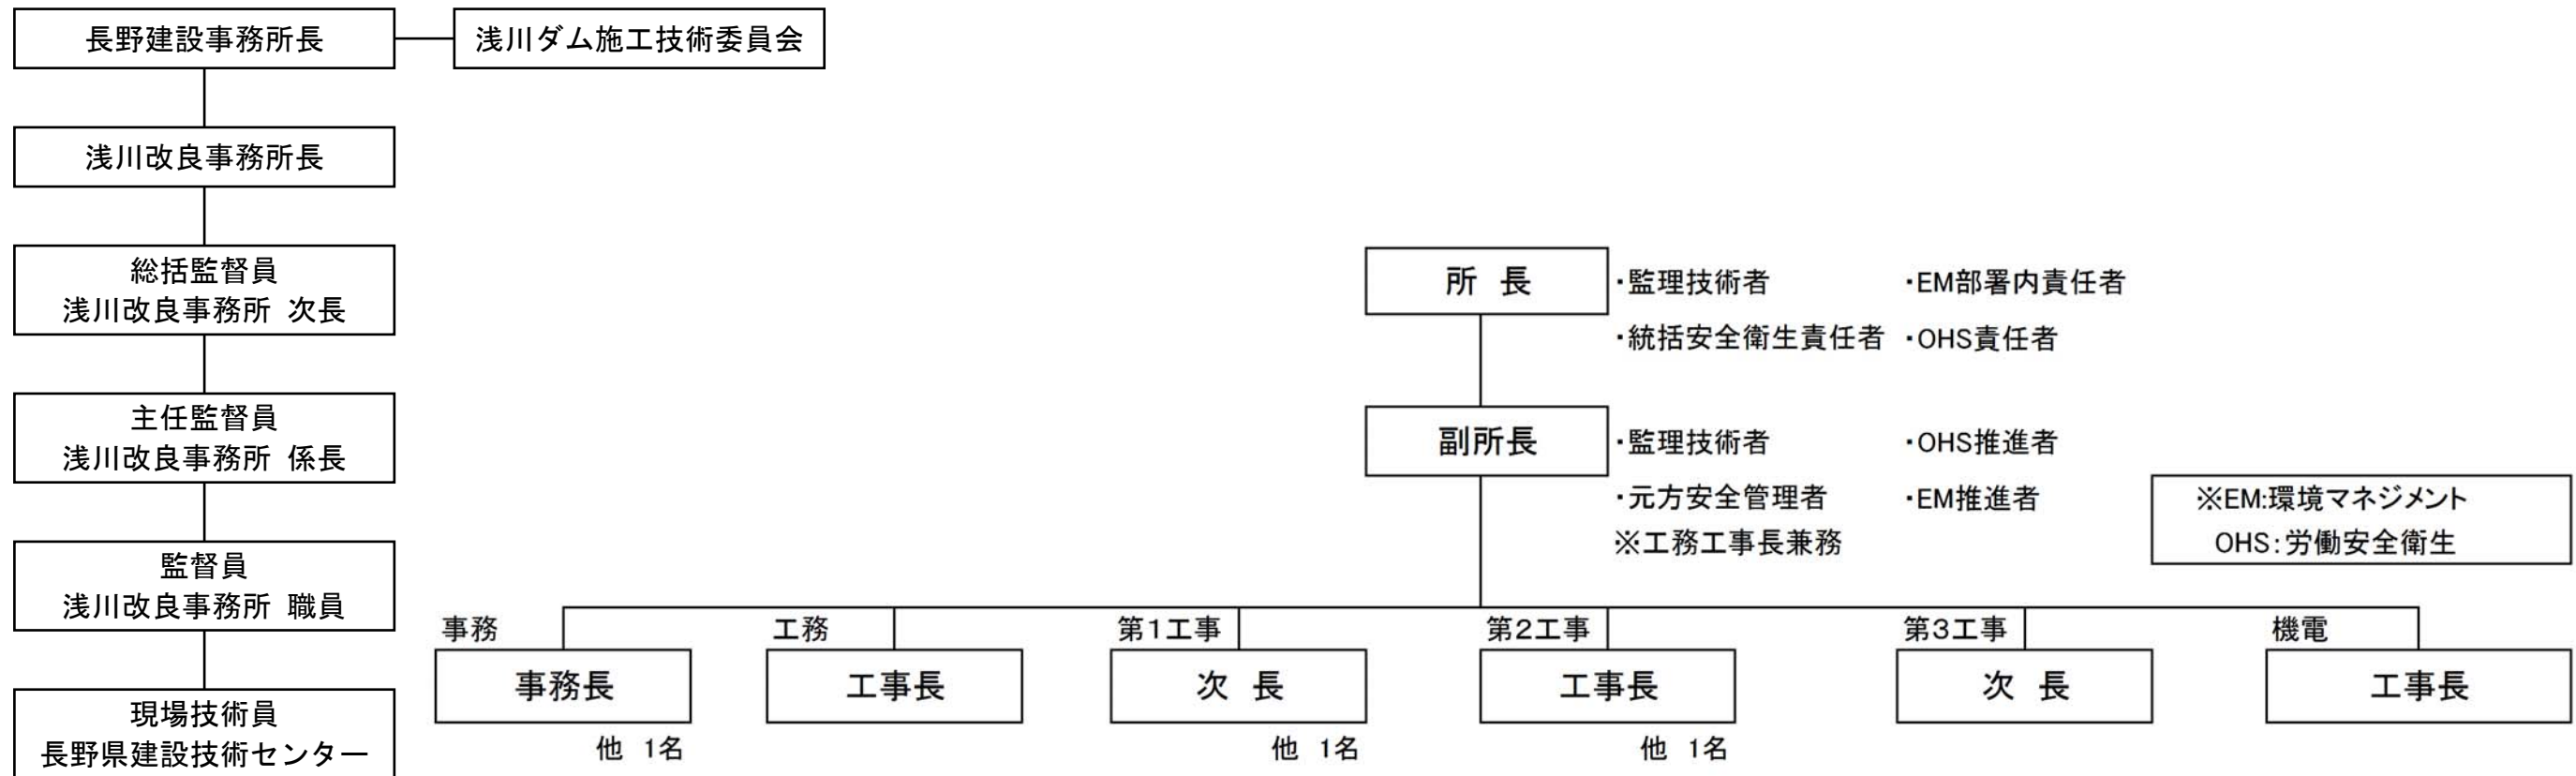 長野建設事務所長
浅川ダム施工技術委員会
浅川改良事務所長
総括監督員
浅川改良事務所 次長
主任監督員
浅川改良事務所 係長
監督員
浅川改良事務所 職員
現場技術員
長野県建設技術センター
所 長
・監理技術者
・EM部署内責任者
・統括安全衛生責任者
・OHS責任者
副所長
・監理技術者
・OHS推進者
・元方安全管理者
・EM推進者
※工務工事長兼務
※EM:環境マネジメント
OHS:労働安全衛生
事務
事務長
他 1名
工務
工事長
第1工事
次 長
他 1名
第2工事
工事長
他 1名
第3工事
次 長
機電
工事長